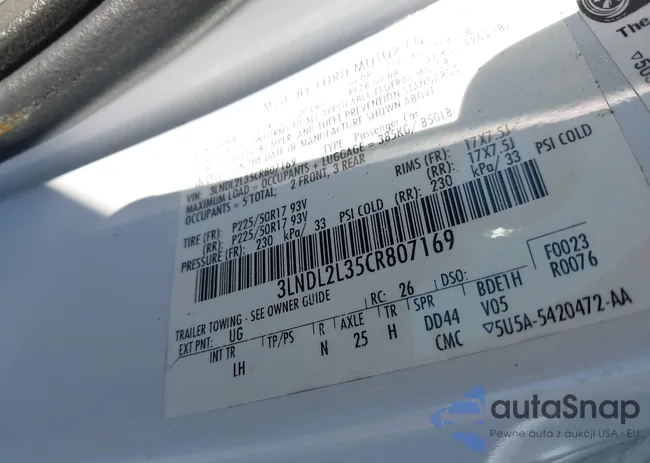 MFD BY FORD MOTOR CO
THE DATE OF MANUFACTURE SHOWN ABOVE
VIN: 3LNDL2L35CR807169 TYPE: Passenger Car
MAXIMUM LOAD = OCCUPANTS + LUGGAGE = 385KG/ 850LB
OCCUPANTS = 5 TOTAL, 2 FRONT, 3 REAR
TIRE (FR): P225/50R17 93V RIMS (FR): 17X7.5J
(RR): P225/50R17 93V (RR): 17X7.5J
PRESSURE (FR): 230 kPa/ 33 PSI COLD (RR): 230 kPa/ 33 PSI COLD
3LNDL2L35CR807169
TRAILER TOWING - SEE OWNER GUIDE
F0023
R0076
EXT PNT: UG RC: 26 DSO: BDE1H
INT TR TP/PS R AXLE TR SPR V05
LH N 25 H DD44
CMC 5U5A-5420472-AA
The
autaSnap
Pewne auta z aukcji USA i EU